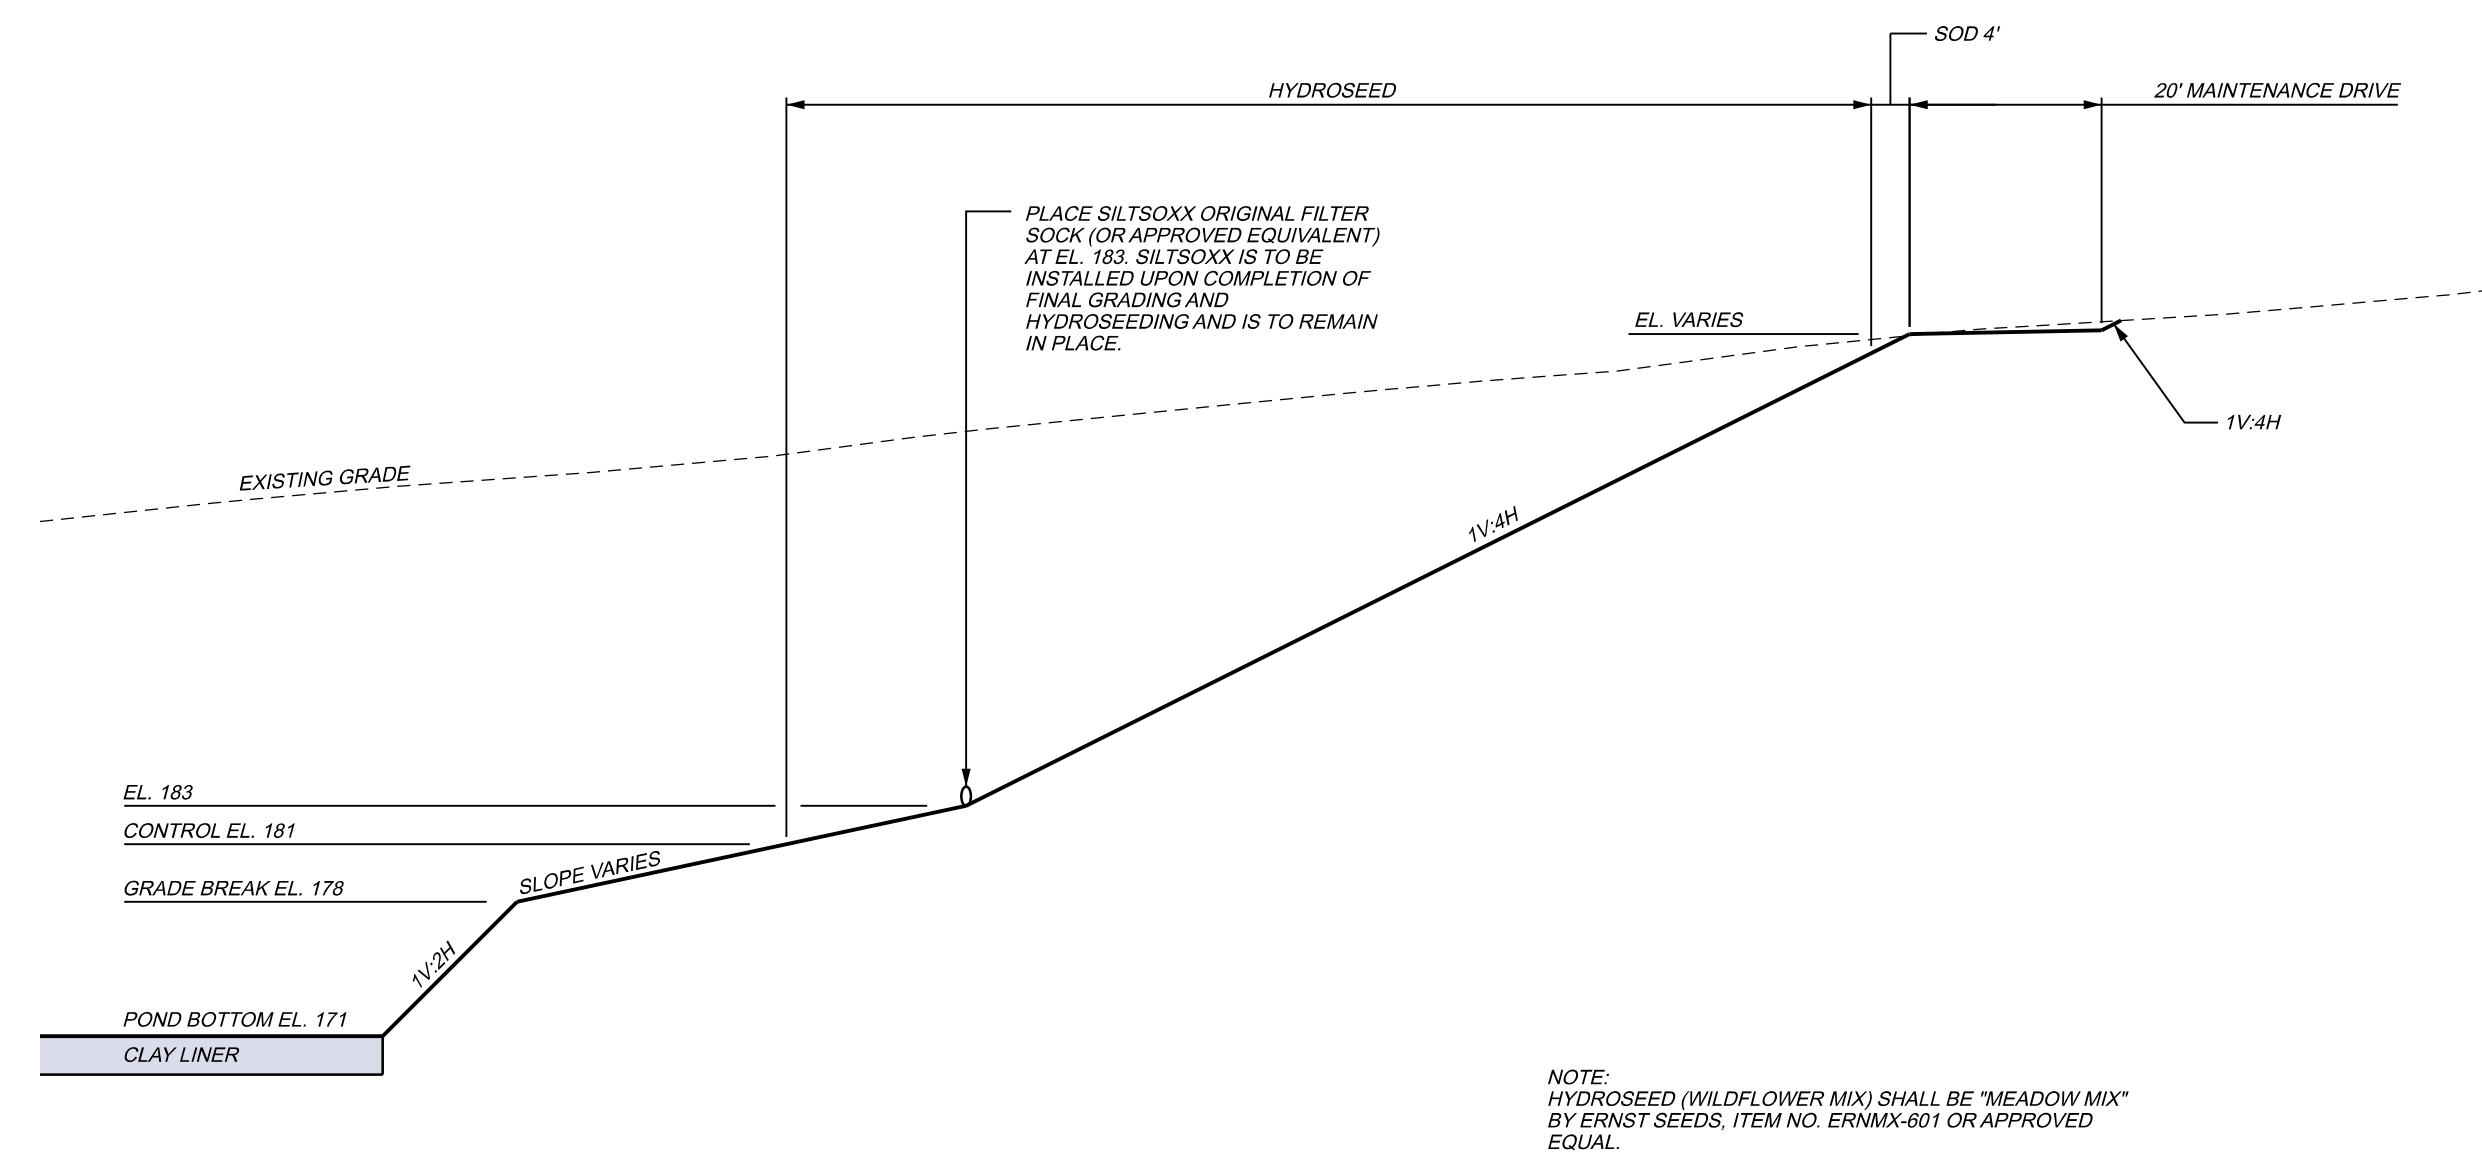 SOD 4'
HYDROSEED
20' MAINTENANCE DRIVE
PLACE SILTSOXX ORIGINAL FILTER
SOCK (OR APPROVED EQUIVALENT)
AT EL. 183. SILTSOXX IS TO BE
INSTALLED UPON COMPLETION OF
FINAL GRADING AND
HYDROSEEDING AND IS TO REMAIN
IN PLACE.
EL. VARIES
1V:4H
EXISTING GRADE
1V:4H
EL. 183
CONTROL EL. 181
SLOPE VARIES
GRADE BREAK EL. 178
1V:2H
POND BOTTOM EL. 171
CLAY LINER
NOTE:
HYDROSEED (WILDFLOWER MIX) SHALL BE "MEADOW MIX"
BY ERNST SEEDS, ITEM NO. ERNMX-601 OR APPROVED
EQUAL.